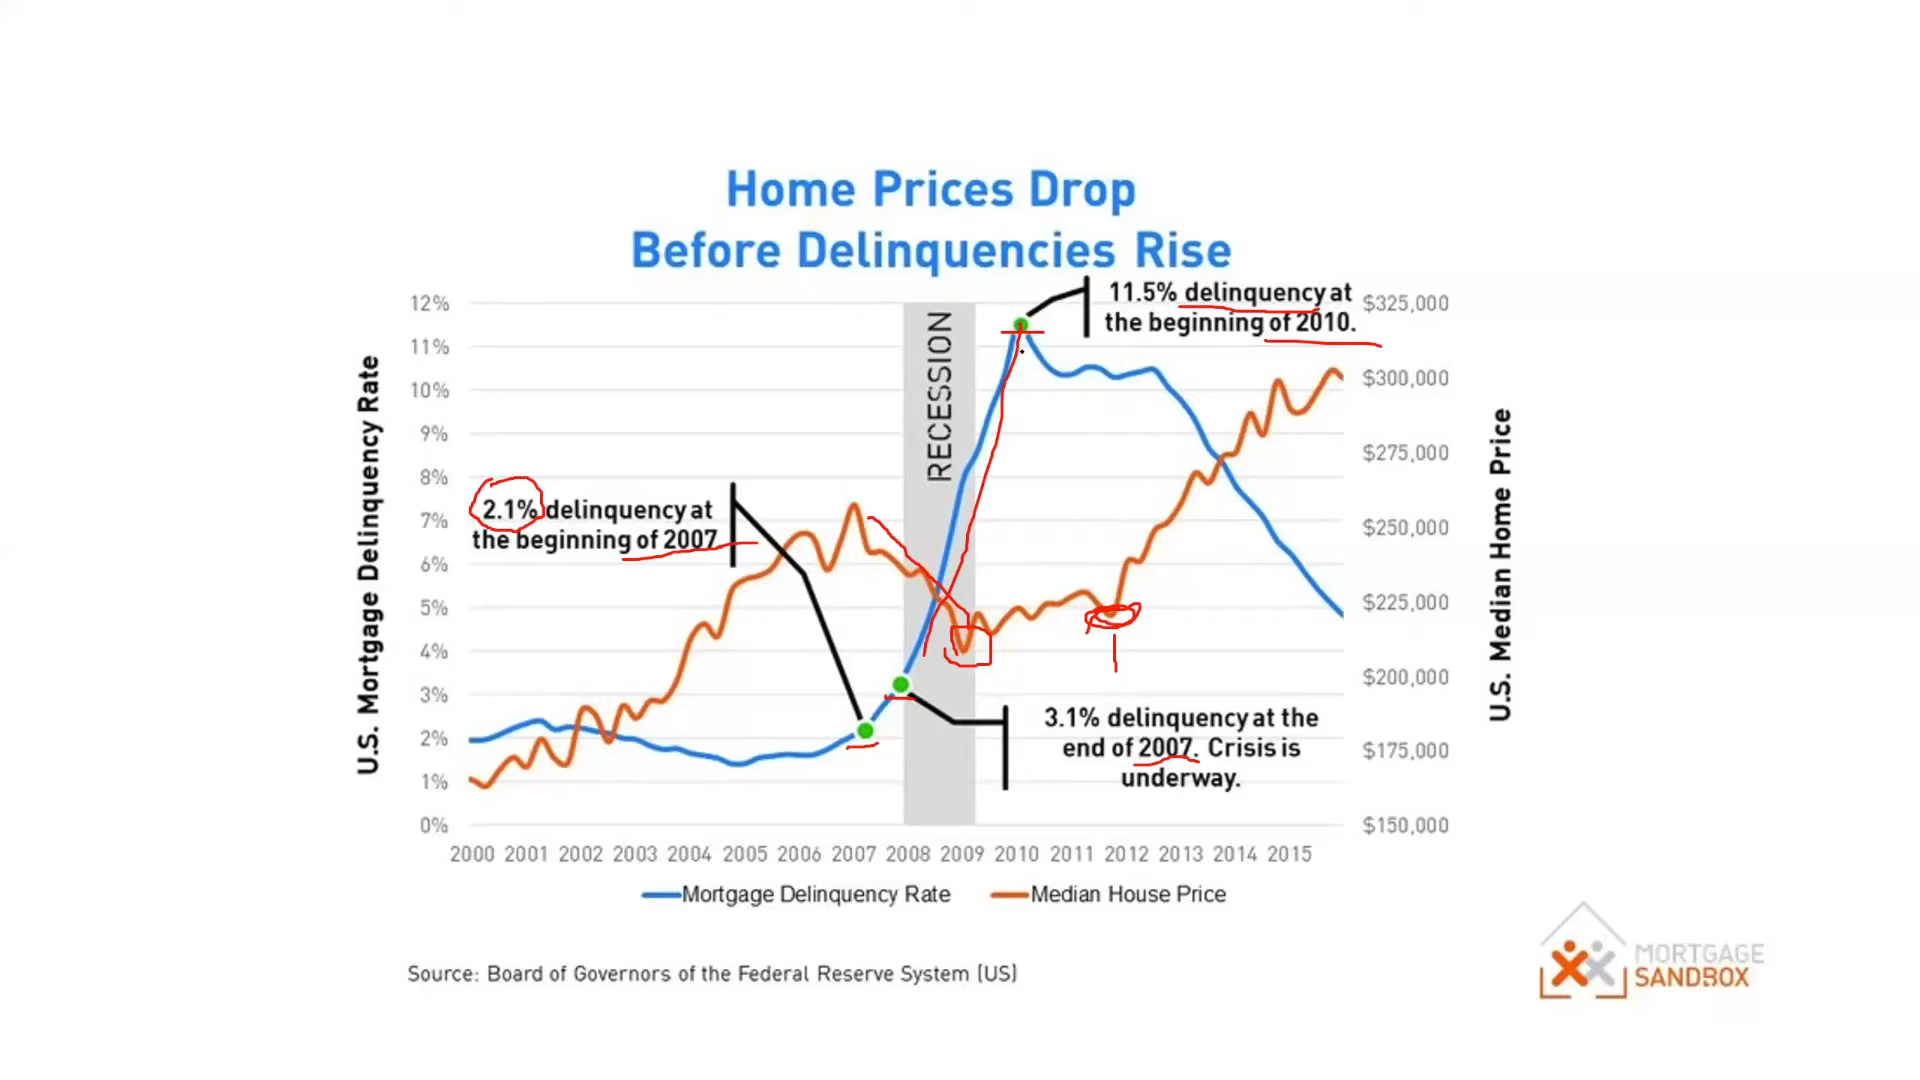 Home Prices Drop
Before Delinquencies Rise
U.S. Mortgage Delinquency Rate
12%
11%
10%
9%
8%
7%
6%
5%
4%
3%
2%
1%
0%
2.1% delinquency at
the beginning of 2007
RECESSION
11.5% delinquency at
the beginning of 2010.
3.1% delinquency at the
end of 2007. Crisis is
underway.
$325,000
$300,000
$275,000
$250,000
$225,000
$200,000
$175,000
$150,000
U.S. Median Home Price
2000 2001 2002 2003 2004 2005 2006 2007 2008 2009 2010 2011 2012 2013 2014 2015
Mortgage Delinquency Rate Median House Price
Source: Board of Governors of the Federal Reserve System (US)
MORTGAGE
SANDBOX